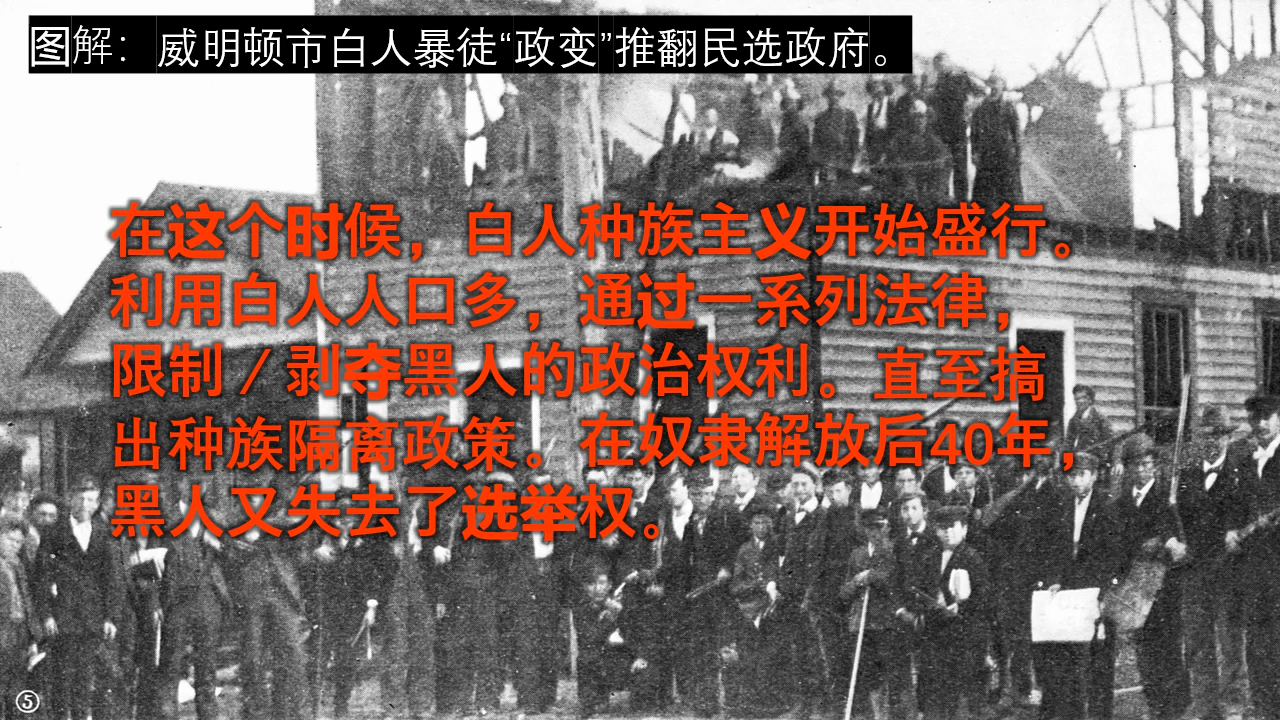 图解：威明顿市白人暴徒“政变”推翻民选政府。
在这个时候，白人种族主义开始盛行。
利用白人人口多，通过一系列法律，
限制／剥夺黑人的政治权利。直至搞
出种族隔离政策。在奴隶解放后40年，
黑人又失去了选举权。
⑤